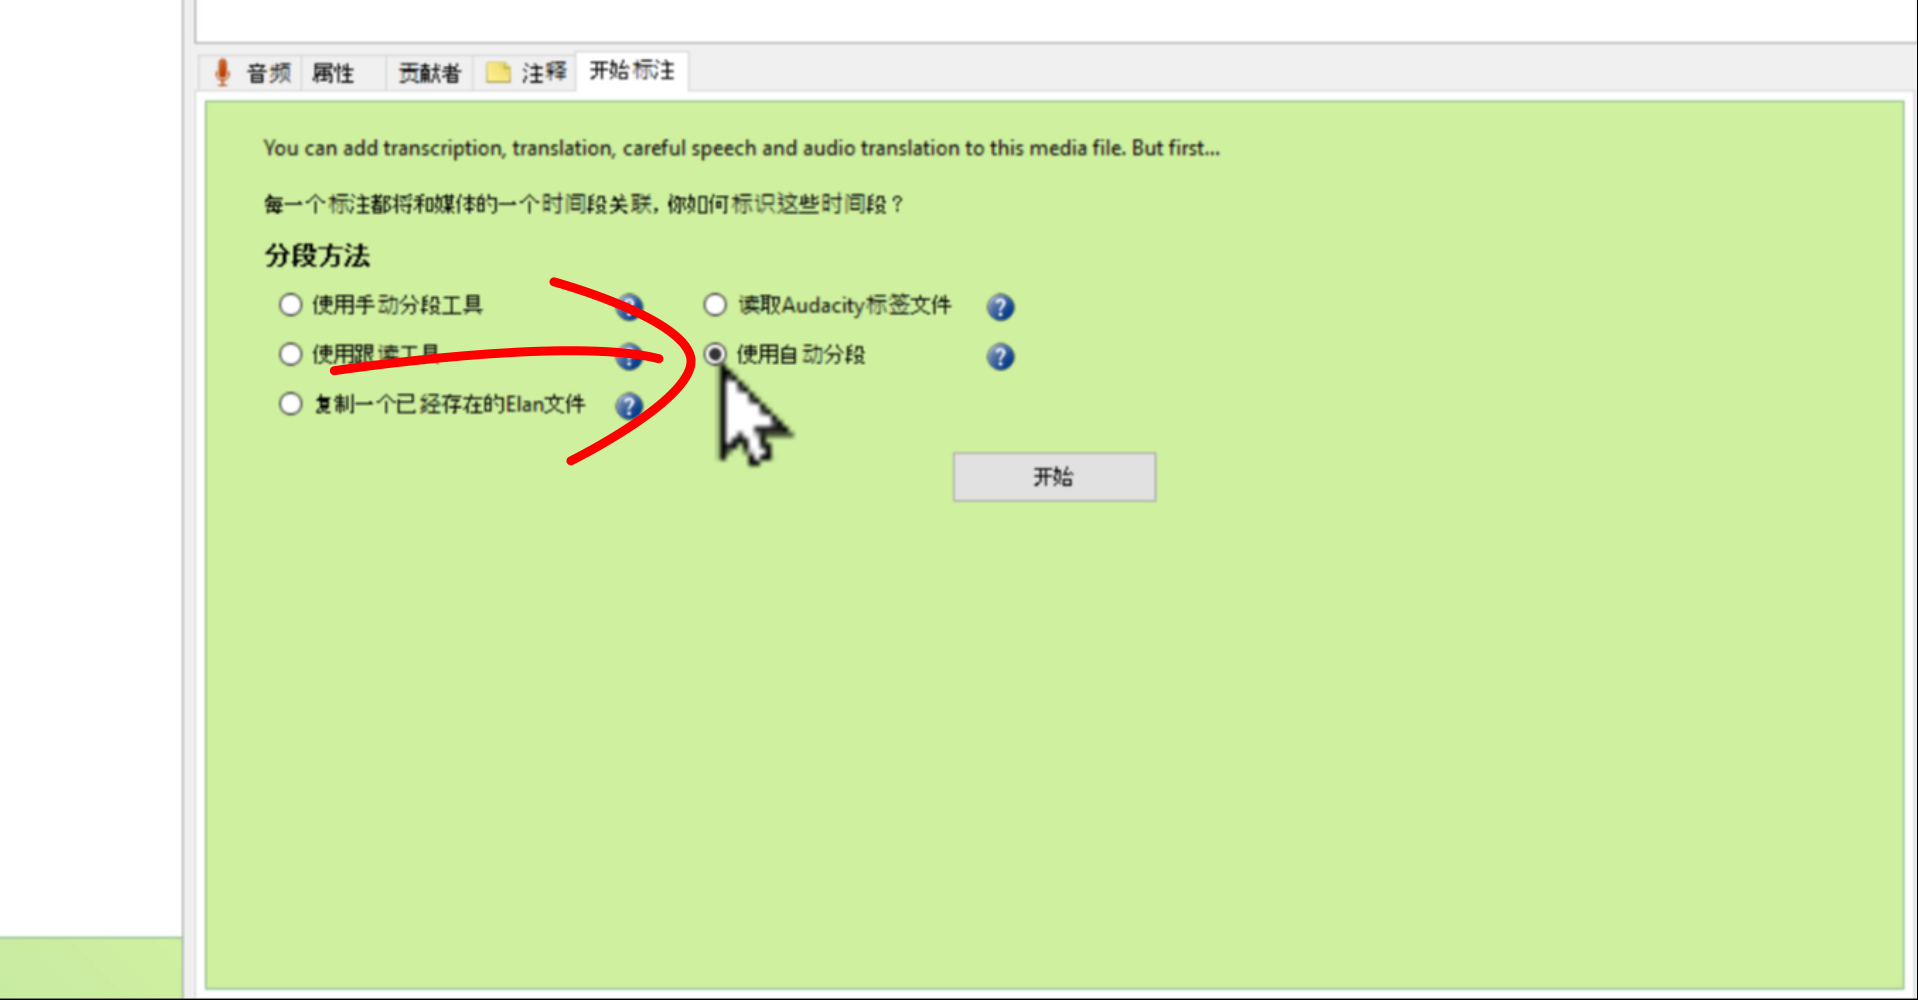 音频 属性 贡献者 注释 开始标注
You can add transcription, translation, careful speech and audio translation to this media file. But first...
每一个标注都将和媒体的一个时间段关联, 你如何标识这些时间段？
分段方法
使用手动分段工具 ? 读取Audacity标签文件 ?
使用跟读工具 ? 使用自动分段 ?
复制一个已经存在的Elan文件 ?
开始